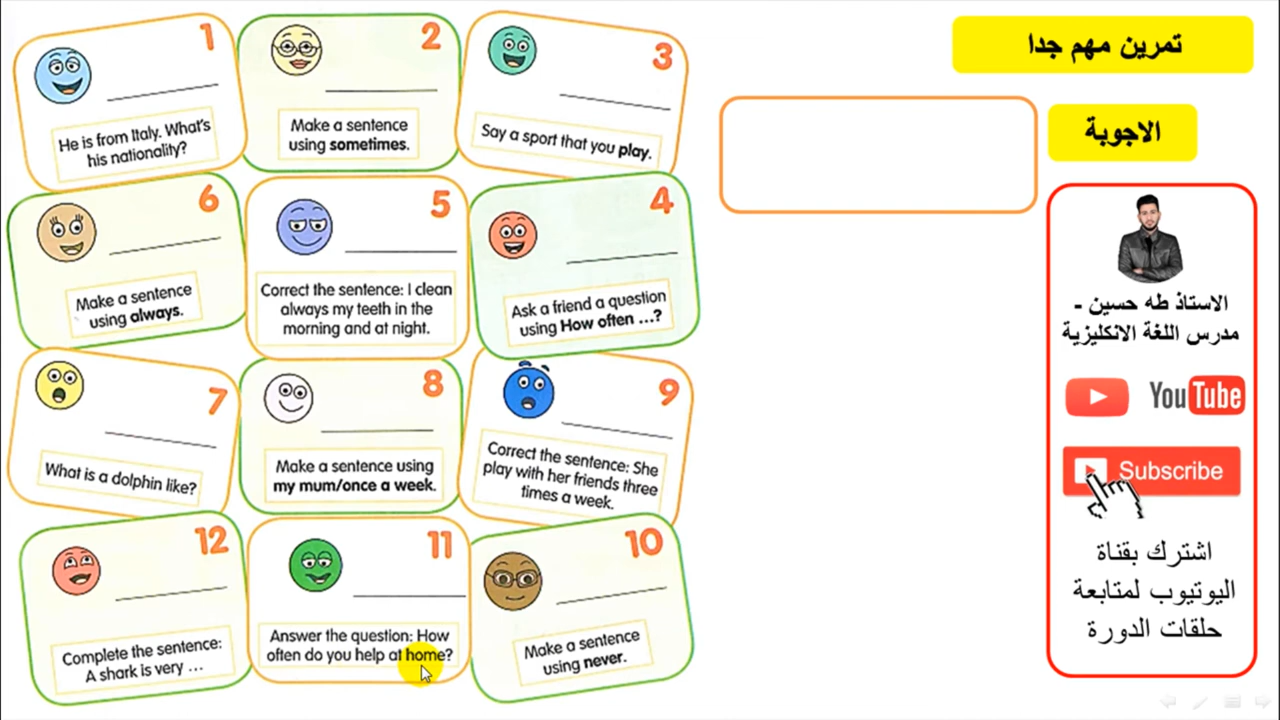 1
He is from Italy. What's
his nationality?
2
Make a sentence
using sometimes.
3
Say a sport that you play.
6
Make a sentence
using always.
5
Correct the sentence: I clean
always my teeth in the
morning and at night.
4
Ask a friend a question
using How often ...?
7
What is a dolphin like?
8
Make a sentence using
my mum/once a week.
9
Correct the sentence: She
play with her friends three
times a week.
12
Complete the sentence:
A shark is very ...
11
Answer the question: How
often do you help at home?
10
Make a sentence
using never.
تمرين مهم جدا
الاجوبة
الاستاذ طه حسين -
مدرس اللغة الانكليزية
YouTube
Subscribe
اشترك بقناة
اليوتيوب لمتابعة
حلقات الدورة